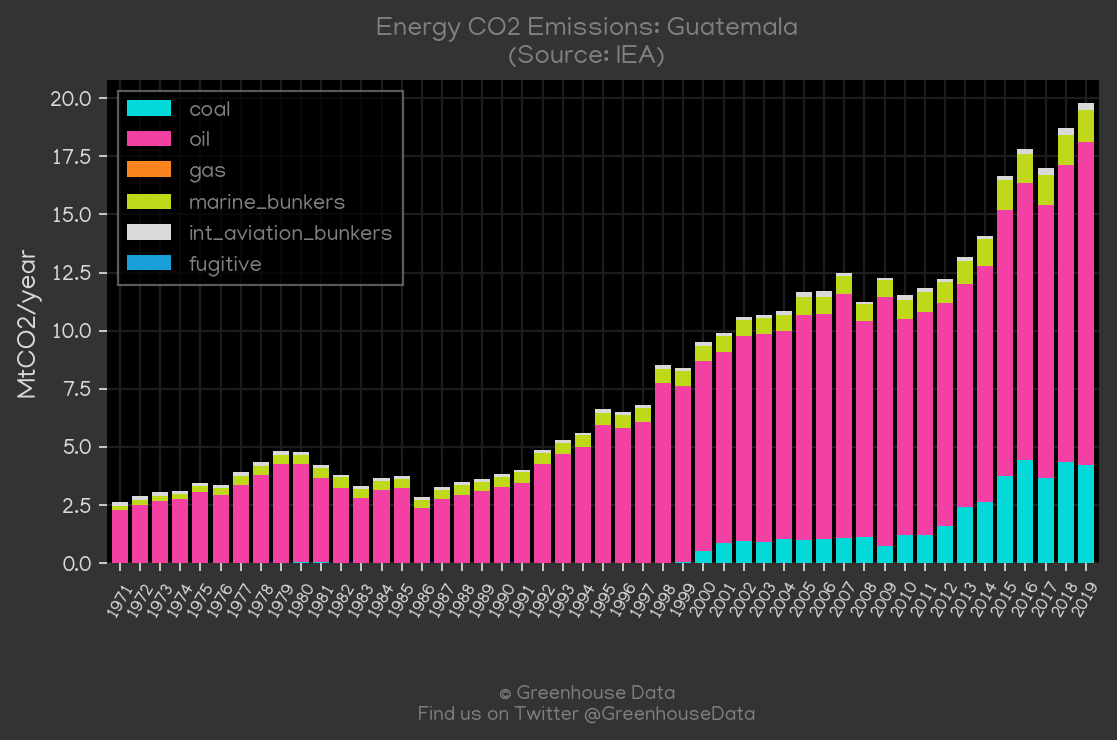 Energy CO2 Emissions: Guatemala
(Source: IEA)
MtCO2/year
20.0
17.5
15.0
12.5
10.0
7.5
5.0
2.5
0.0
coal
oil
gas
marine_bunkers
int_aviation_bunkers
fugitive
1971 1972 1973 1974 1975 1976 1977 1978 1979 1980 1981 1982 1983 1984 1985 1986 1987 1988 1989 1990 1991 1992 1993 1994 1995 1996 1997 1998 1999 2000 2001 2002 2003 2004 2005 2006 2007 2008 2009 2010 2011 2012 2013 2014 2015 2016 2017 2018 2019
© Greenhouse Data
Find us on Twitter @GreenhouseData